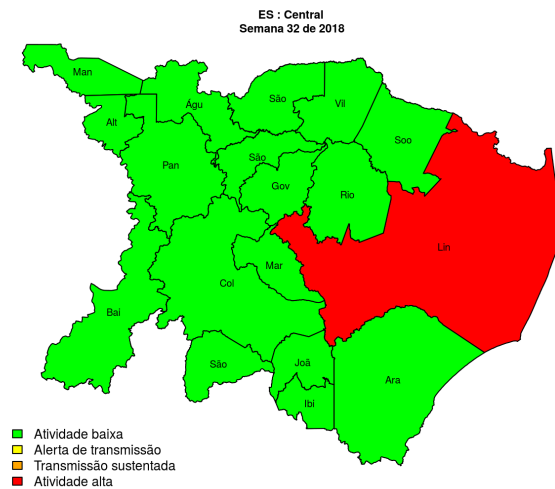 ES : Central
Semana 32 de 2018
Man
Águ
São
Vil
Alt
Soo
São
Pan
Gov
Rio
Lin
Mar
Col
Bai
São
Joã
Ara
Ibi
Atividade baixa
Alerta de transmissão
Transmissão sustentada
Atividade alta